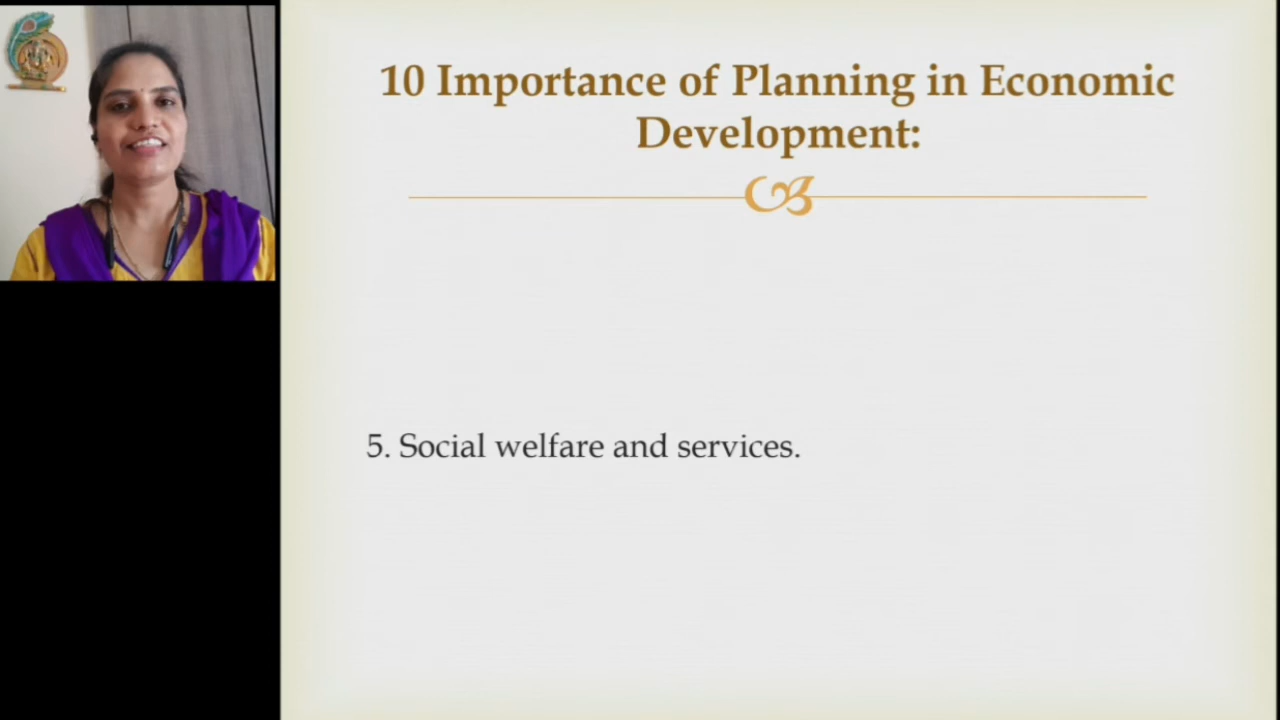 10 Importance of Planning in Economic
Development:
5. Social welfare and services.